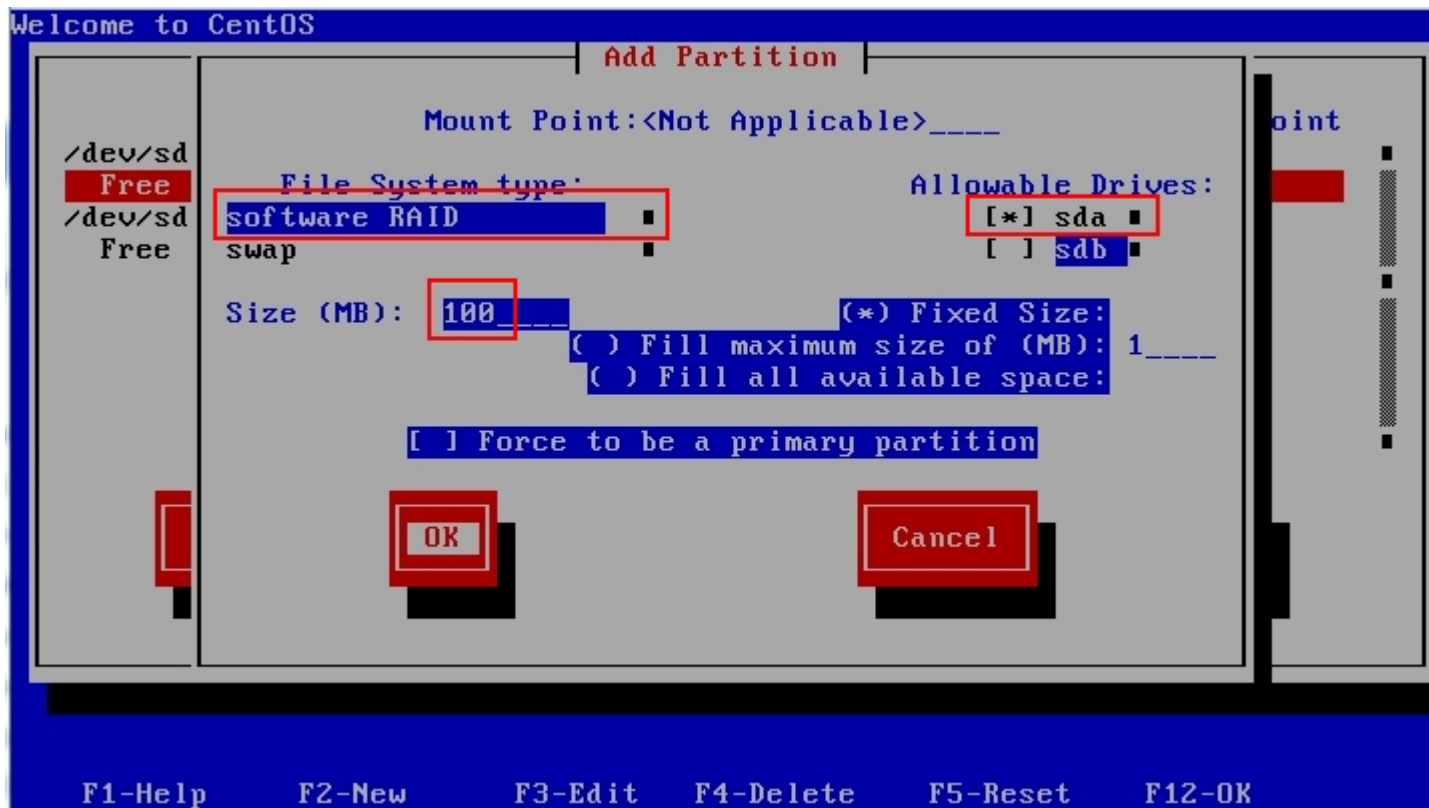 Welcome to CentOS
Add Partition
Mount Point:<Not Applicable>____
oint
/dev/sd
Free
File System type:
Allowable Drives:
/dev/sd
software RAID
[*] sda
Free
swap
[ ] sdb
Size (MB): 100____
(*) Fixed Size:
( ) Fill maximum size of (MB): 1____
( ) Fill all available space:
[ ] Force to be a primary partition
OK
Cancel
F1-Help F2-New F3-Edit F4-Delete F5-Reset F12-OK